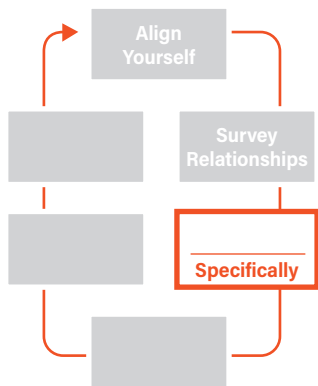 Align
Yourself
Survey
Relationships
Specifically